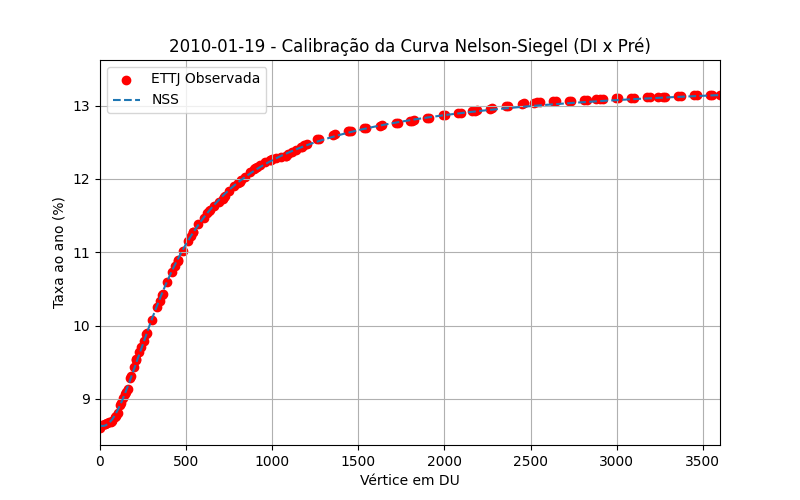 2010-01-19 - Calibração da Curva Nelson-Siegel (DI x Pré)
ETTJ Observada
NSS
Taxa ao ano (%)
13
12
11
10
9
0 500 1000 1500 2000 2500 3000 3500
Vértice em DU